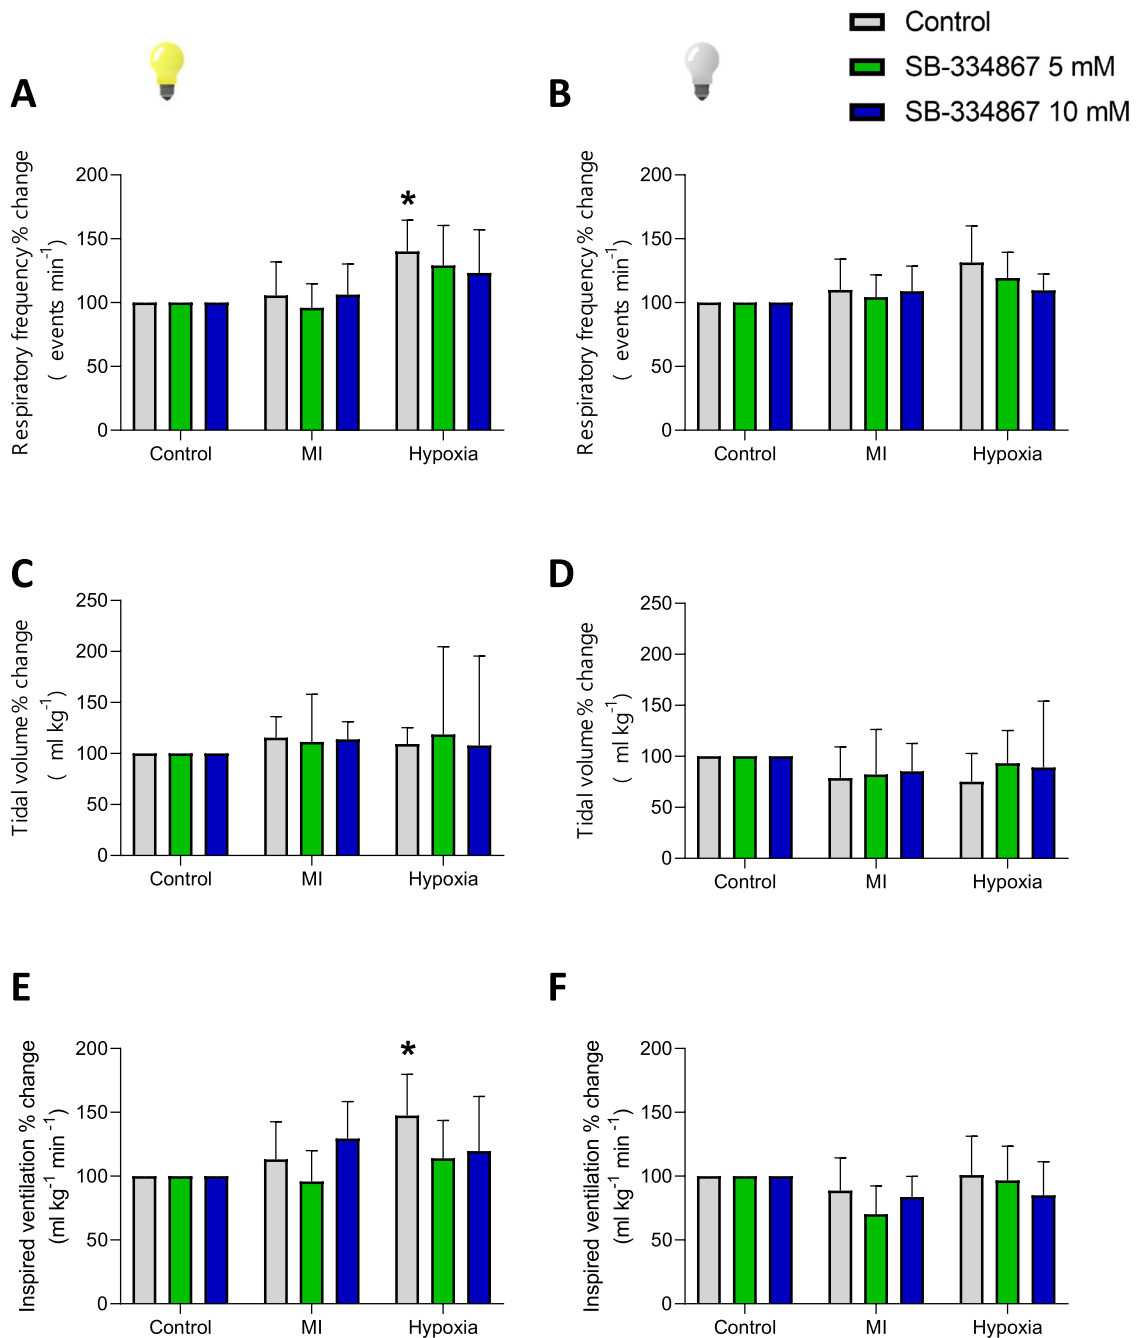 Control
SB-334867 5 mM
SB-334867 10 mM
A
B
Respiratory frequency % change
( events min-1)
200
150
100
50
0
*
Control MI Hypoxia
Respiratory frequency % change
( events min-1)
200
150
100
50
0
Control MI Hypoxia
C
D
Tidal volume % change
( ml kg-1)
250
200
150
100
50
0
Control MI Hypoxia
Tidal volume % change
( ml kg-1)
250
200
150
100
50
0
Control MI Hypoxia
E
F
Inspired ventilation % change
(ml kg-1 min-1)
200
150
100
50
0
*
Control MI Hypoxia
Inspired ventilation % change
(ml kg-1 min-1)
200
150
100
50
0
Control MI Hypoxia